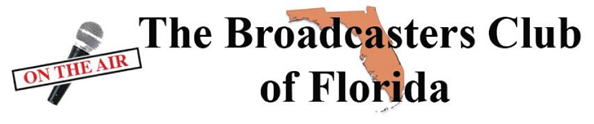 ON THE AIR
The Broadcasters Club
of Florida